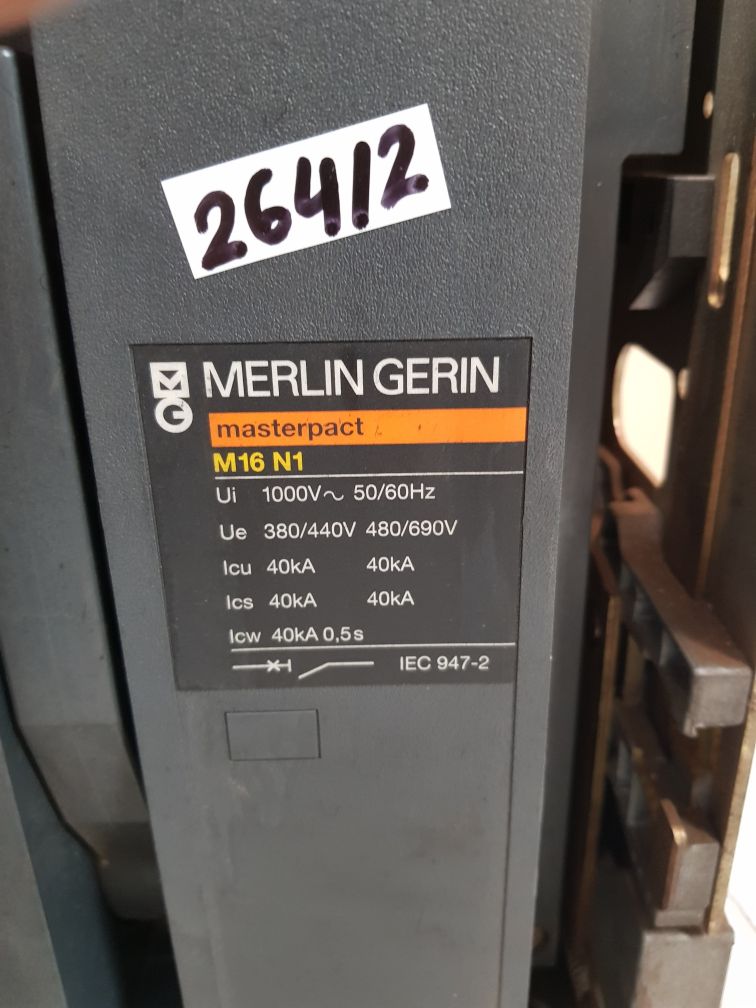 26412
MERLIN GERIN
masterpact
M16 N1
Ui 1000V~ 50/60Hz
Ue 380/440V 480/690V
Icu 40kA 40kA
Ics 40kA 40kA
Icw 40kA 0,5s
IEC 947-2